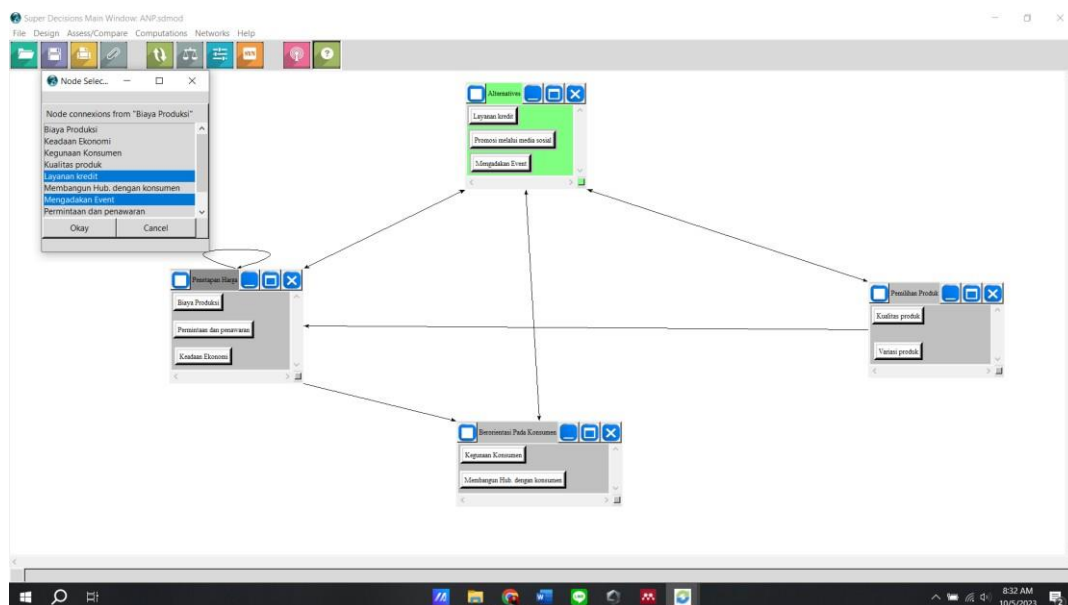 Super Decisions Main Window: ANP.sdmod
File Design Assess/Compare Computations Networks Help
Node Selec...
Node connexions from "Biaya Produksi"
Biaya Produksi
Keadaan Ekonomi
Kegunaan Konsumen
Kualitas produk
Layanan kredit
Membangun Hub. dengan konsumen
Mengadakan Event
Permintaan dan penawaran
Okay Cancel
Alternatives
Layanan kredit
Promosi melalui media sosial
Mengadakan Event
Penetapan Harga
Biaya Produksi
Permintaan dan penawaran
Keadaan Ekonomi
Pemilihan Produk
Kualitas produk
Variasi produk
Berorientasi Pada Konsumen
Kegunaan Konsumen
Membangun Hub. dengan konsumen
8:32 AM
10/5/2023